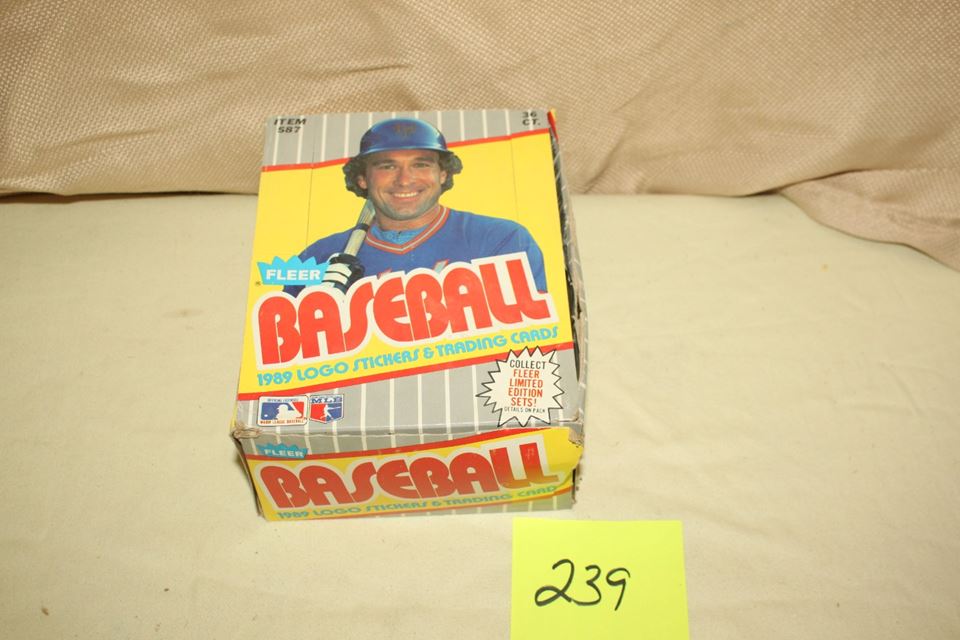 ITEM
587
36
CT.
FLEER
BASEBALL
1989 LOGO STICKERS & TRADING CARDS
COLLECT
FLEER
LIMITED
EDITION
SETS!
DETAILS ON PACK
MLB
FLEER
BASEBALL
1989 LOGO STICKERS & TRADING CARDS
239